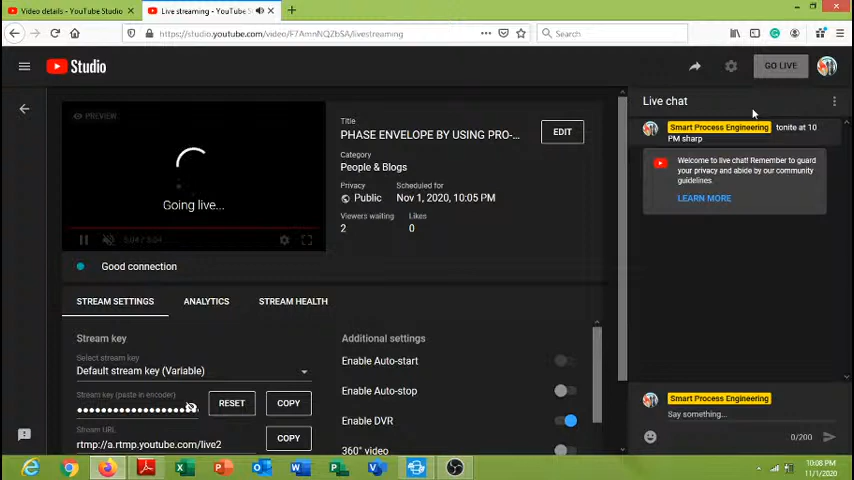 Video details - YouTube Studio
Live streaming - YouTube S
https://studio.youtube.com/video/F7AmnNQZbSA/livestreaming
Search
Studio
GO LIVE
PREVIEW
Going live...
5:04 / 5:04
Good connection
Title
PHASE ENVELOPE BY USING PRO-...
EDIT
Category
People & Blogs
Privacy
Public
Scheduled for
Nov 1, 2020, 10:05 PM
Viewers waiting
2
Likes
0
Live chat
Smart Process Engineering tonite at 10
PM sharp
Welcome to live chat! Remember to guard
your privacy and abide by our community
guidelines.
LEARN MORE
STREAM SETTINGS
ANALYTICS
STREAM HEALTH
Stream key
Select stream key
Default stream key (Variable)
Stream key (paste in encoder)
RESET
COPY
Stream URL
rtmp://a.rtmp.youtube.com/live2
COPY
Additional settings
Enable Auto-start
Enable Auto-stop
Enable DVR
360° video
Smart Process Engineering
Say something...
0/200
10:08 PM
11/1/2020